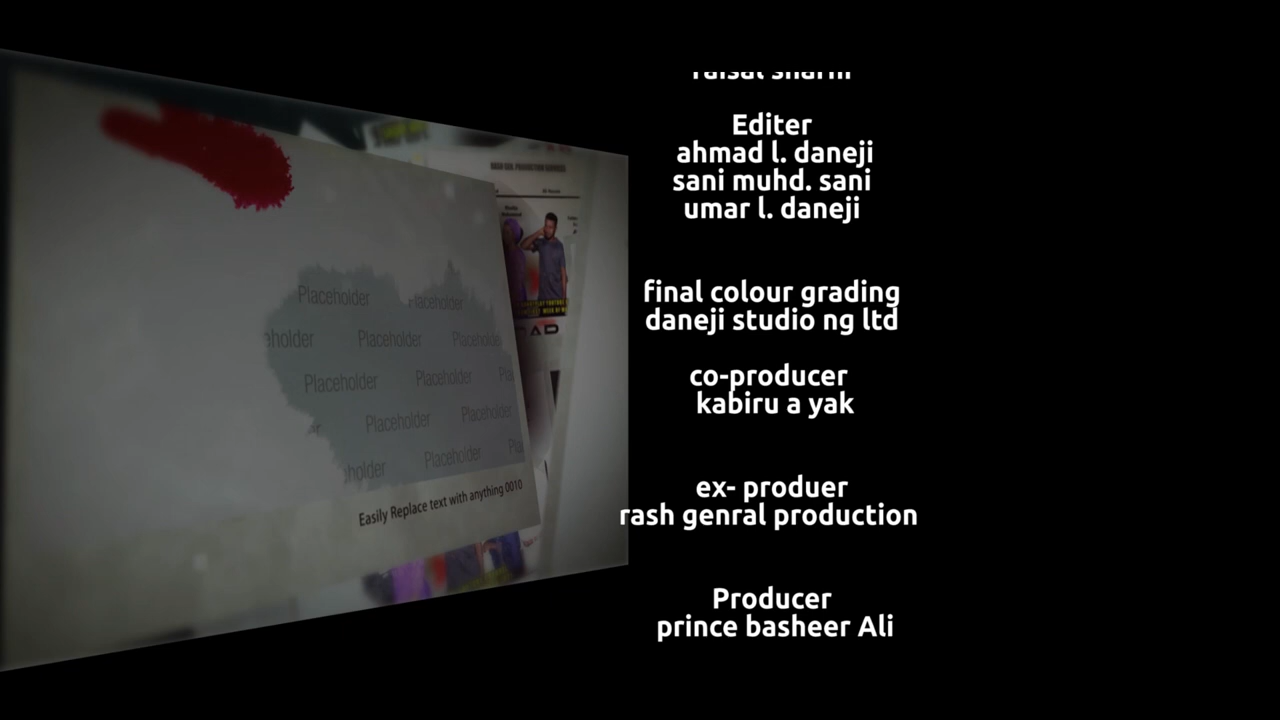 Editer
ahmad l. daneji
sani muhd. sani
umar l. daneji
final colour grading
daneji studio ng ltd
co-producer
kabiru a yak
ex- produer
rash genral production
Producer
prince basheer Ali
Placeholder
Placeholder
Placeholder
Placeholder
Placeholder
Placeholder
Placeholder
Placeholder
Easily Replace text with anything 0010